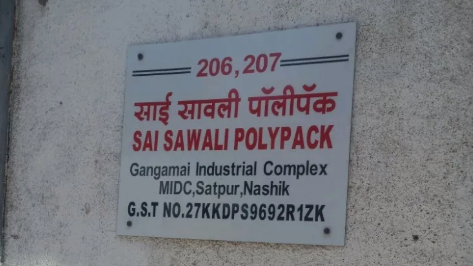 206,207
साई सावली पॉलीपॅक
SAI SAWALI POLYPACK
Gangamai Industrial Complex
MIDC,Satpur,Nashik
G.S.T NO.27KKDPS9692R1ZK